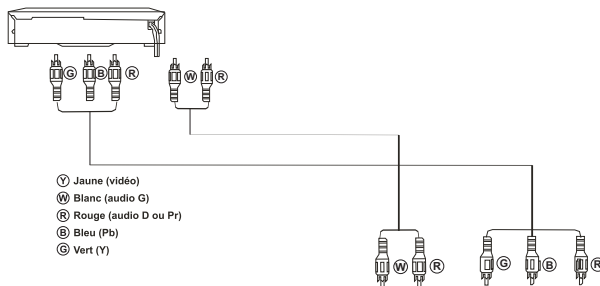 G B R W R
Y Jaune (vidéo)
W Blanc (audio G)
R Rouge (audio D ou Pr)
B Bleu (Pb)
G Vert (Y)
W R G B R